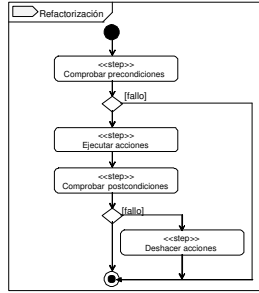 Refactorización
<<step>>
Comprobar precondiciones
[fallo]
<<step>>
Ejecutar acciones
<<step>>
Comprobar postcondiciones
[fallo]
<<step>>
Deshacer acciones